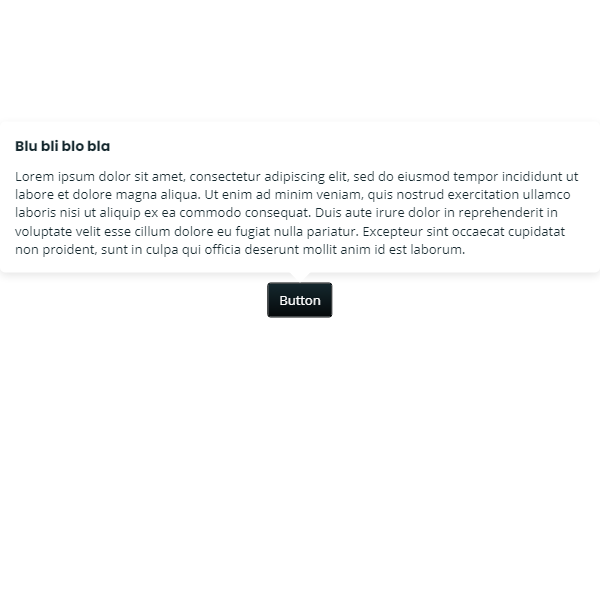 Blu bli blo bla
Lorem ipsum dolor sit amet, consectetur adipiscing elit, sed do eiusmod tempor incididunt ut
labore et dolore magna aliqua. Ut enim ad minim veniam, quis nostrud exercitation ullamco
laboris nisi ut aliquip ex ea commodo consequat. Duis aute irure dolor in reprehenderit in
voluptate velit esse cillum dolore eu fugiat nulla pariatur. Excepteur sint occaecat cupidatat
non proident, sunt in culpa qui officia deserunt mollit anim id est laborum.
Button